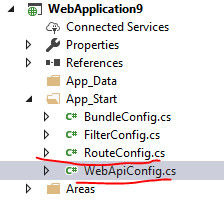 WebApplication9
Connected Services
Properties
References
App_Data
App_Start
C# BundleConfig.cs
C# FilterConfig.cs
C# RouteConfig.cs
C# WebApiConfig.cs
Areas